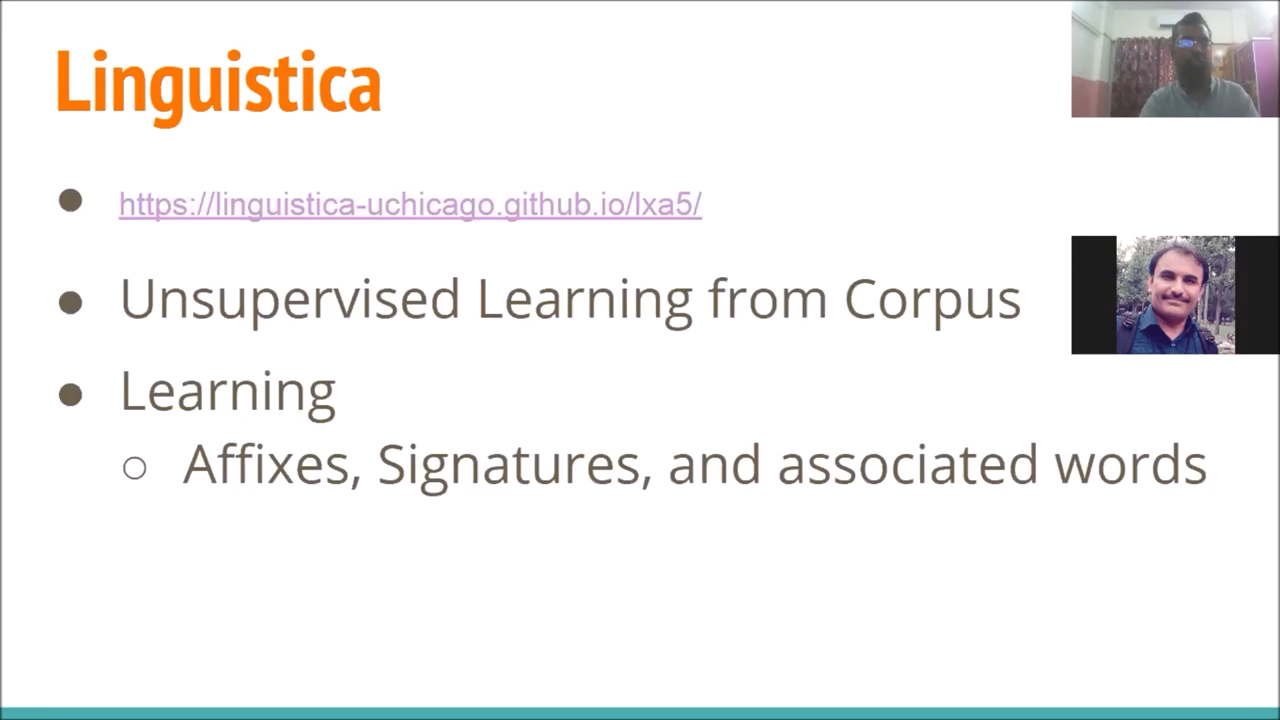 Linguistica
● https://linguistica-uchicago.github.io/lxa5/
● Unsupervised Learning from Corpus
● Learning
○ Affixes, Signatures, and associated words